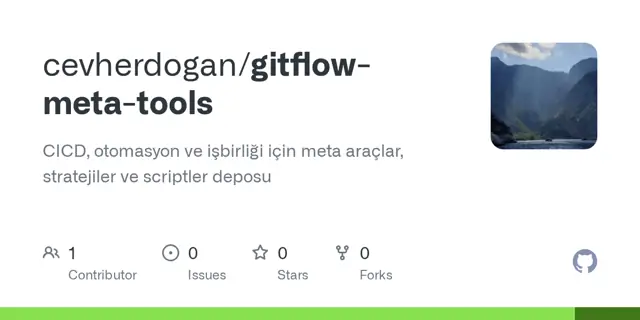 cevherdogan/gitflow-
meta-tools
CICD, otomasyon ve işbirliği için meta araçlar,
stratejiler ve scriptler deposu
1 0 0 0
Contributor Issues Stars Forks